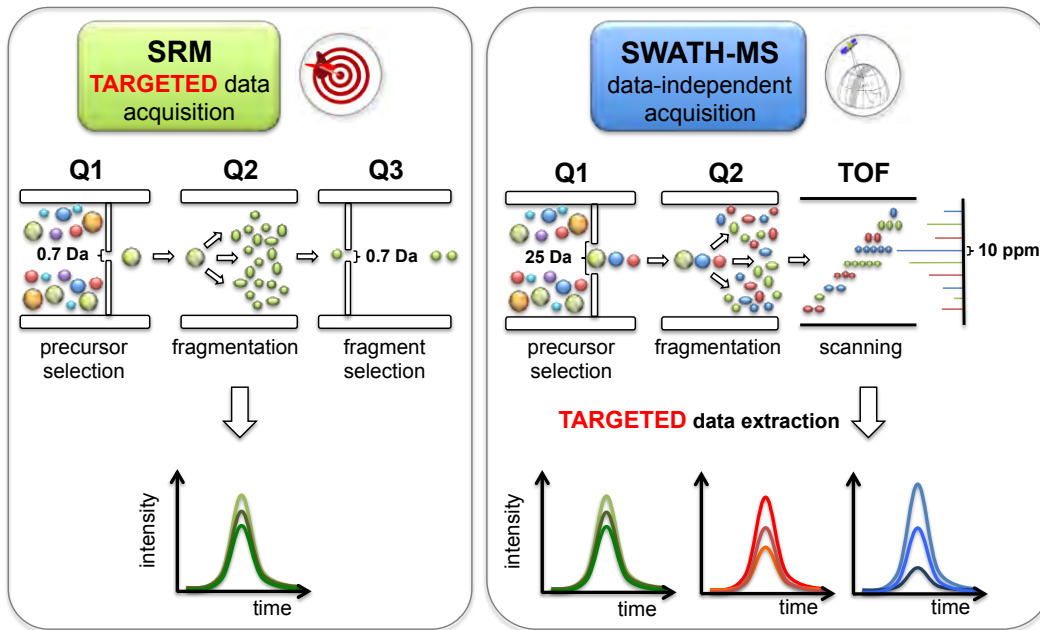 SRM
TARGETED data
acquisition
Q1
Q2
Q3
0.7 Da
0.7 Da
precursor
selection
fragmentation
fragment
selection
intensity
time
SWATH-MS
data-independent
acquisition
Q1
Q2
TOF
25 Da
10 ppm
precursor
selection
fragmentation
scanning
TARGETED data extraction
intensity
time
time
time